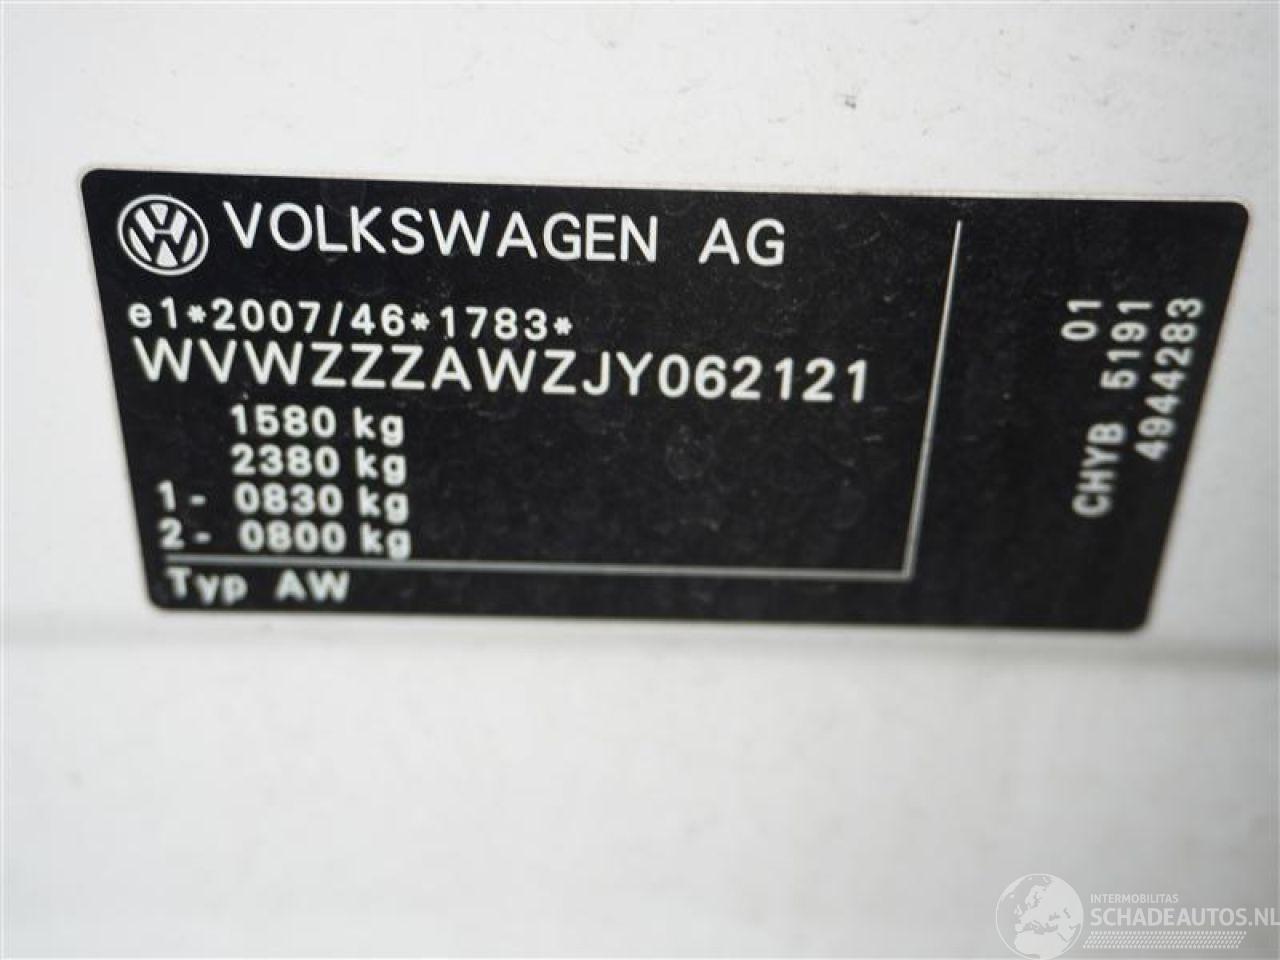 VOLKSWAGEN AG
e1*2007/46*1783*
WVWZZZAWZJY062121
1580 kg
2380 kg
1- 0830 kg
2- 0800 kg
Typ AW
01
CHYB 5191
4944283
INTERMOBILITAS
SCHADEAUTOS.NL